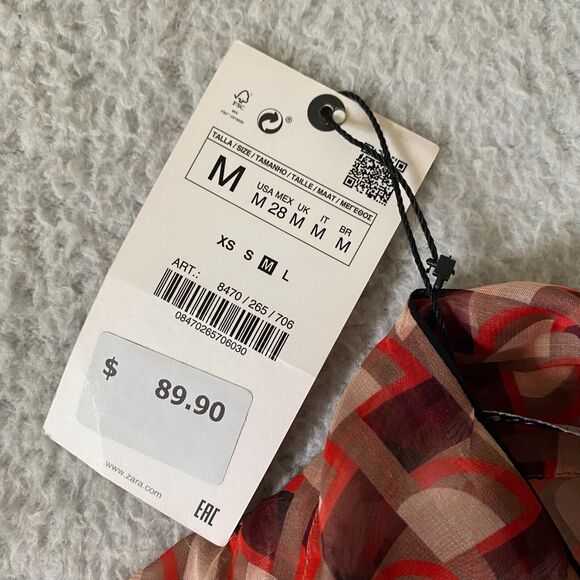 FSC
MIX
®
TALLA / SIZE / TAMANHO / TAILLE / MAAT / ΜΕΓΕΘΟΣ
M
USA MEX UK IT BR
M 28 M M M
XS S M L
ART.: 8470 / 265 / 706
08470265706030
$ 89.90
www.zara.com
EAC